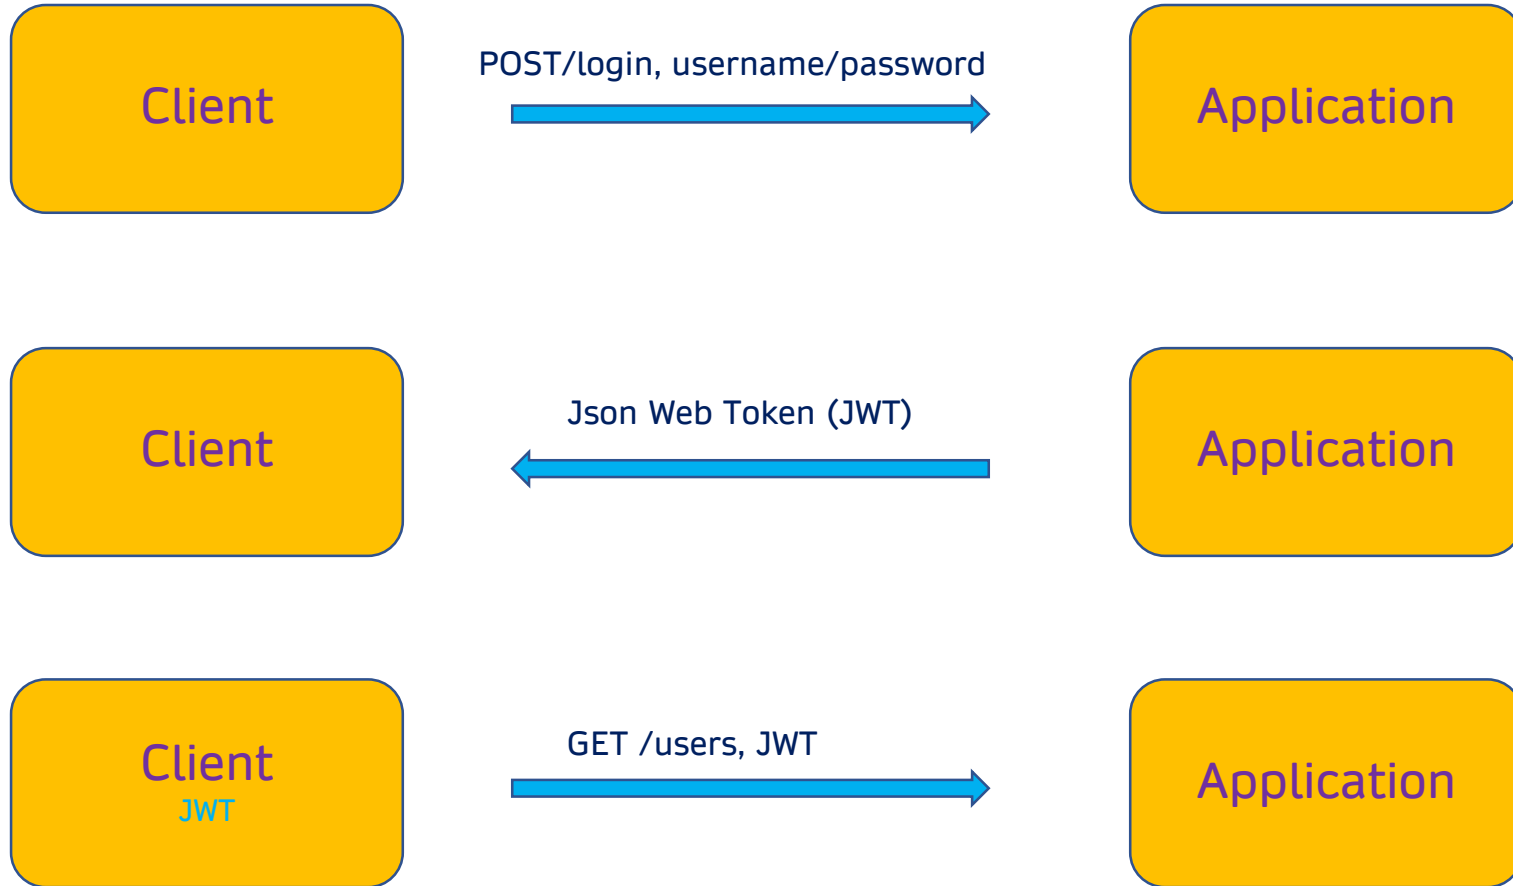 Client
POST/login, username/password
Application
Client
Json Web Token (JWT)
Application
Client
JWT
GET /users, JWT
Application